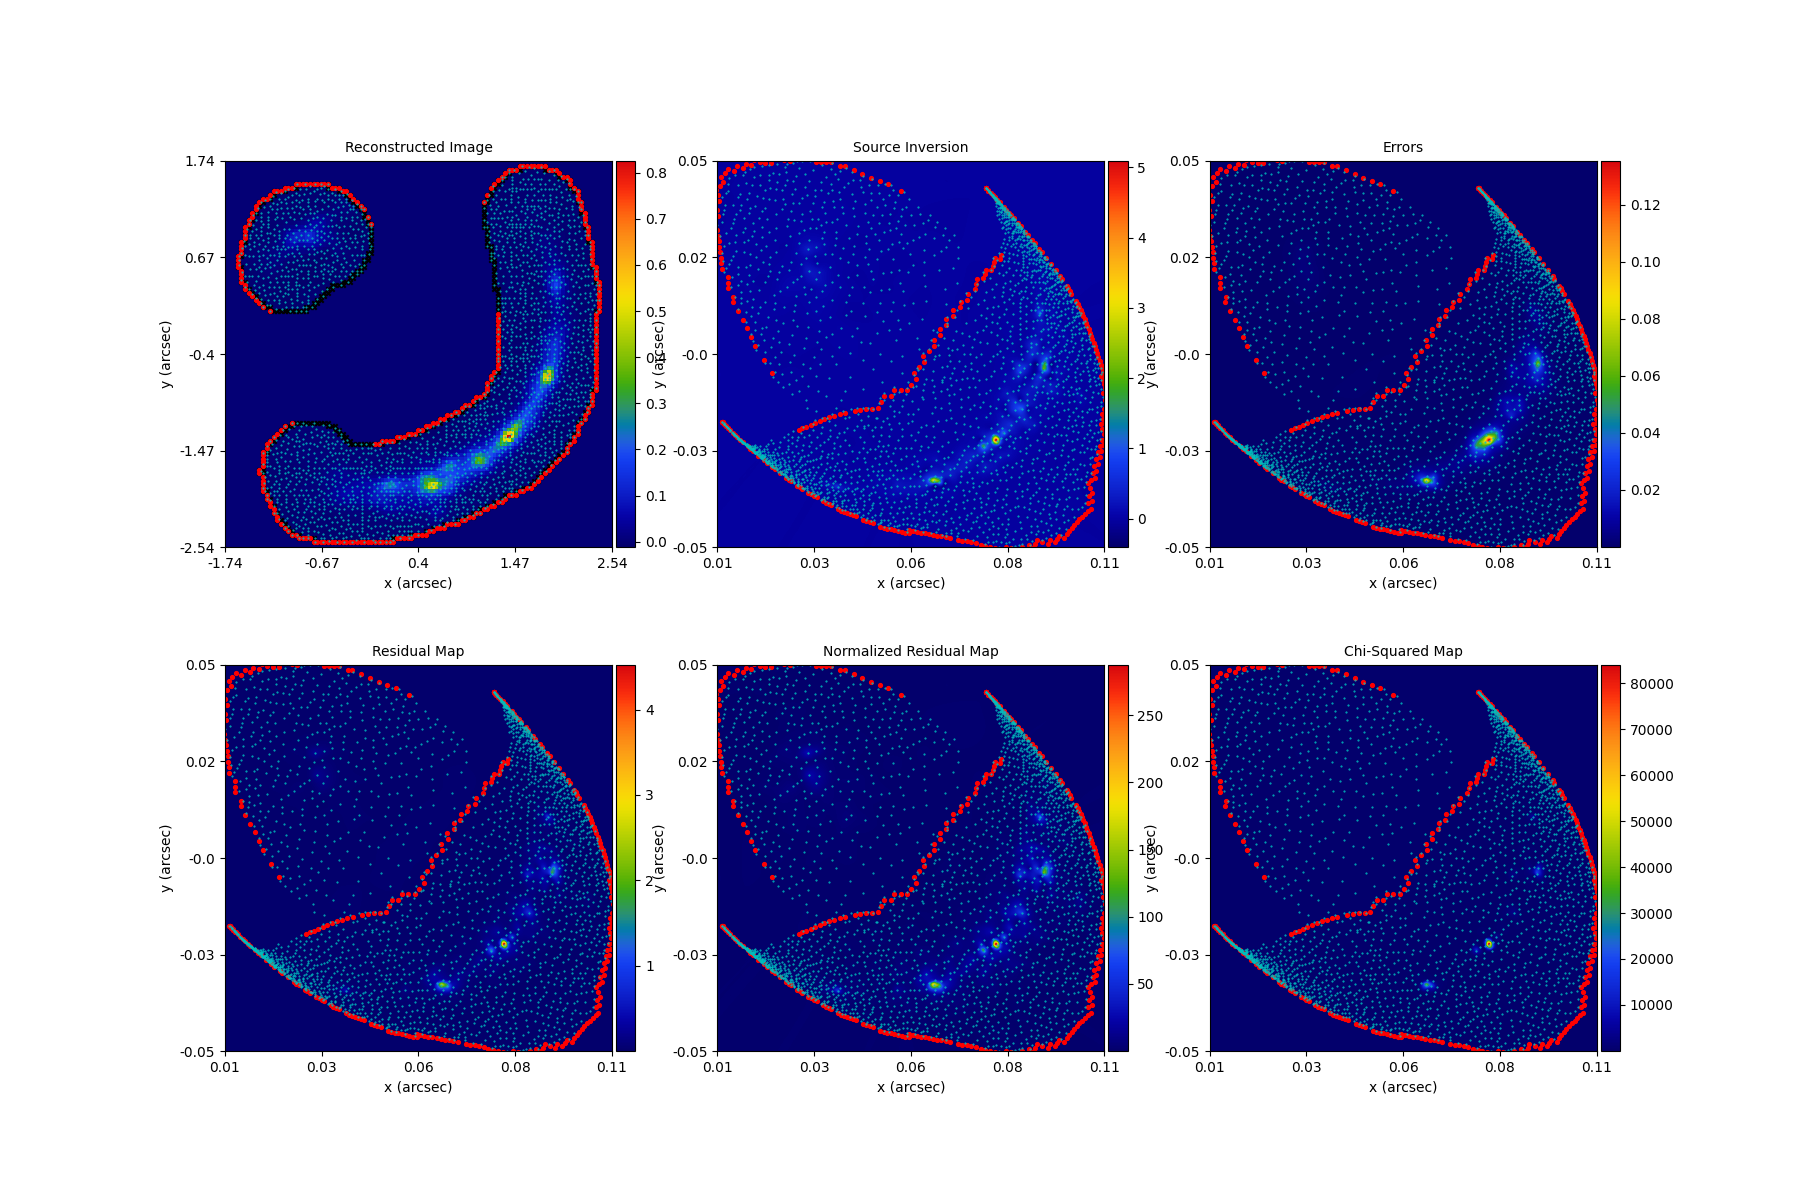 Reconstructed Image
1.74
0.67
-0.4
-1.47
-2.54
y (arcsec)
-1.74 -0.67 0.4 1.47 2.54
x (arcsec)
0.8
0.7
0.6
0.5
0.4
0.3
0.2
0.1
0.0
Source Inversion
0.05
0.02
-0.0
-0.03
-0.05
y (arcsec)
0.01 0.03 0.06 0.08 0.11
x (arcsec)
5
4
3
2
1
0
Errors
0.05
0.02
-0.0
-0.03
-0.05
y (arcsec)
0.01 0.03 0.06 0.08 0.11
x (arcsec)
0.12
0.10
0.08
0.06
0.04
0.02
Residual Map
0.05
0.02
-0.0
-0.03
-0.05
y (arcsec)
0.01 0.03 0.06 0.08 0.11
x (arcsec)
4
3
2
1
Normalized Residual Map
0.05
0.02
-0.0
-0.03
-0.05
y (arcsec)
0.01 0.03 0.06 0.08 0.11
x (arcsec)
250
200
150
100
50
Chi-Squared Map
0.05
0.02
-0.0
-0.03
-0.05
y (arcsec)
0.01 0.03 0.06 0.08 0.11
x (arcsec)
80000
70000
60000
50000
40000
30000
20000
10000